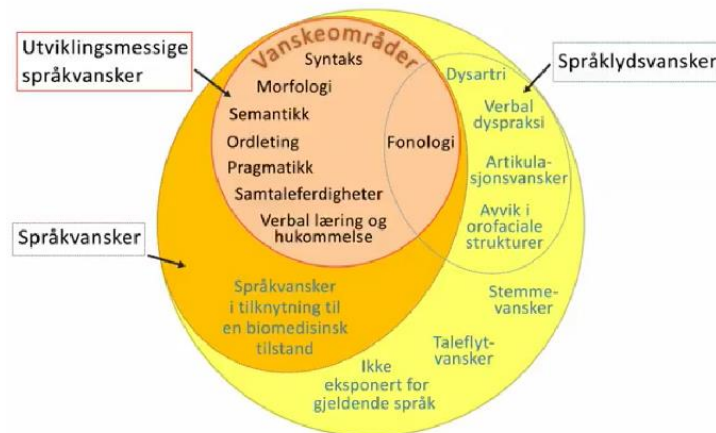 Utviklingsmessige
språkvansker
Vanskeområder
Syntaks
Morfologi
Semantikk
Ordleting
Pragmatikk
Samtaleferdigheter
Verbal læring og
hukommelse
Fonologi
Språklydsvansker
Dysartri
Verbal
dyspraksi
Artikula-
sjonsvansker
Avvik i
orofaciale
strukturer
Språkvansker
Språkvansker
i tilknytning til
en biomedisinsk
tilstand
Stemme-
vansker
Taleflyt-
vansker
Ikke
eksponert for
gjeldende språk